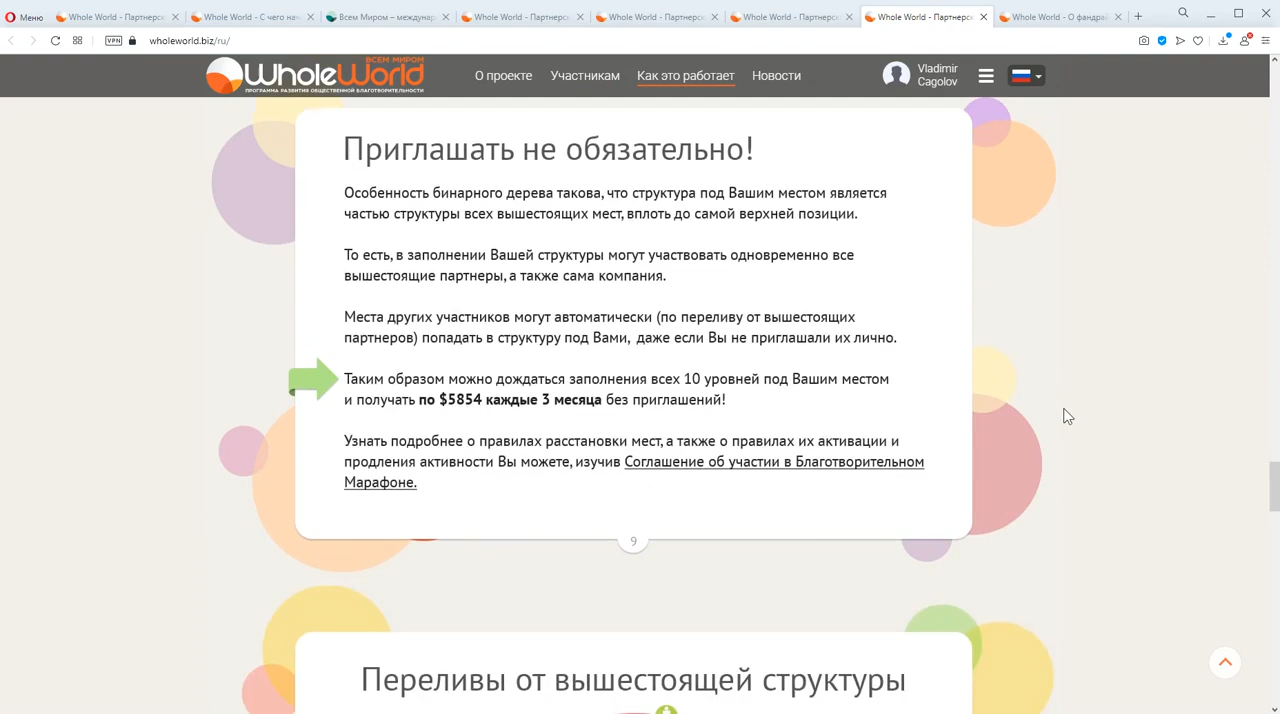 Меню
Whole World - Партнерск
Whole World - С чего нач
Всем Миром – междунар
Whole World - Партнерс
Whole World - Партнерс
Whole World - Партнерс
Whole World - Партнерс
Whole World - О фандрай
VPN
wholeworld.biz/ru/
ВСЕМ МИРОМ
WholeWorld
ПРОГРАММА РАЗВИТИЯ ОБЩЕСТВЕННОЙ БЛАГОТВОРИТЕЛЬНОСТИ
О проекте
Участникам
Как это работает
Новости
Vladimir
Cagolov
Приглашать не обязательно!
Особенность бинарного дерева такова, что структура под Вашим местом является
частью структуры всех вышестоящих мест, вплоть до самой верхней позиции.
То есть, в заполнении Вашей структуры могут участвовать одновременно все
вышестоящие партнеры, а также сама компания.
Места других участников могут автоматически (по переливу от вышестоящих
партнеров) попадать в структуру под Вами, даже если Вы не приглашали их лично.
Таким образом можно дождаться заполнения всех 10 уровней под Вашим местом
и получать по $5854 каждые 3 месяца без приглашений!
Узнать подробнее о правилах расстановки мест, а также о правилах их активации и
продления активности Вы можете, изучив Соглашение об участии в Благотворительном
Марафоне.
9
Переливы от вышестоящей структуры